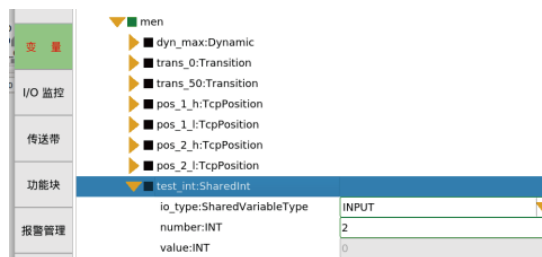 men
变 量
dyn_max:Dynamic
trans_0:Transition
I/O 监控
trans_50:Transition
pos_1_h:TcpPosition
传送带
pos_1_l:TcpPosition
pos_2_h:TcpPosition
pos_2_l:TcpPosition
功能块
test_int:SharedInt
io_type:SharedVariableType INPUT
报警管理
number:INT 2
value:INT 0